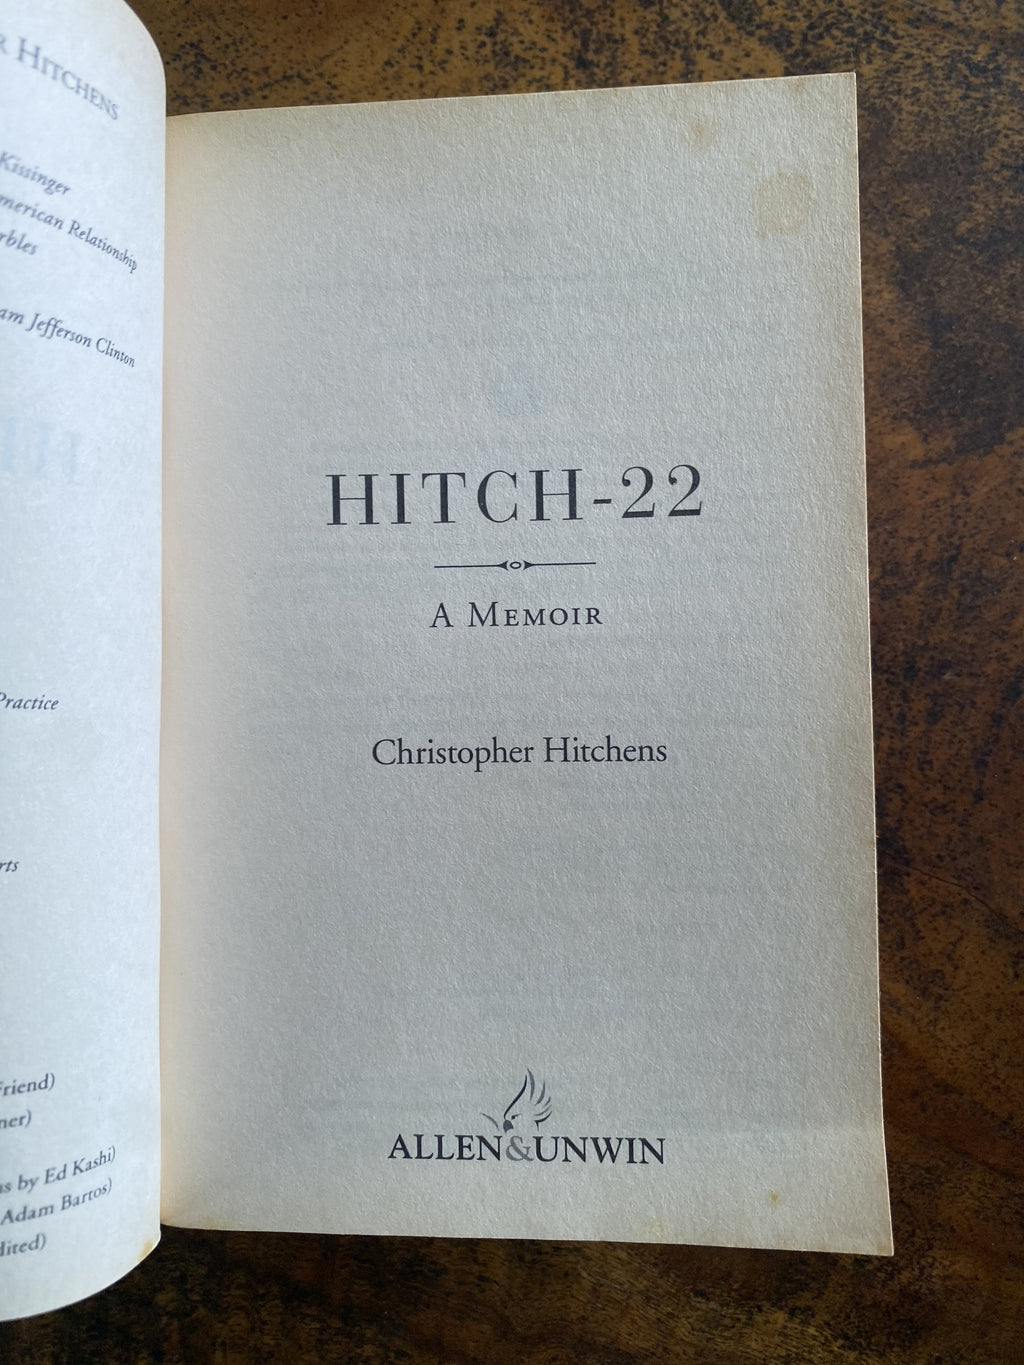 R HITCHENS
Kissinger
merican Relationship
rbles
am Jefferson Clinton
Practice
rts
Friend)
ner)
ns by Ed Kashi)
Adam Bartos)
dited)
HITCH-22
A MEMOIR
Christopher Hitchens
ALLEN&UNWIN